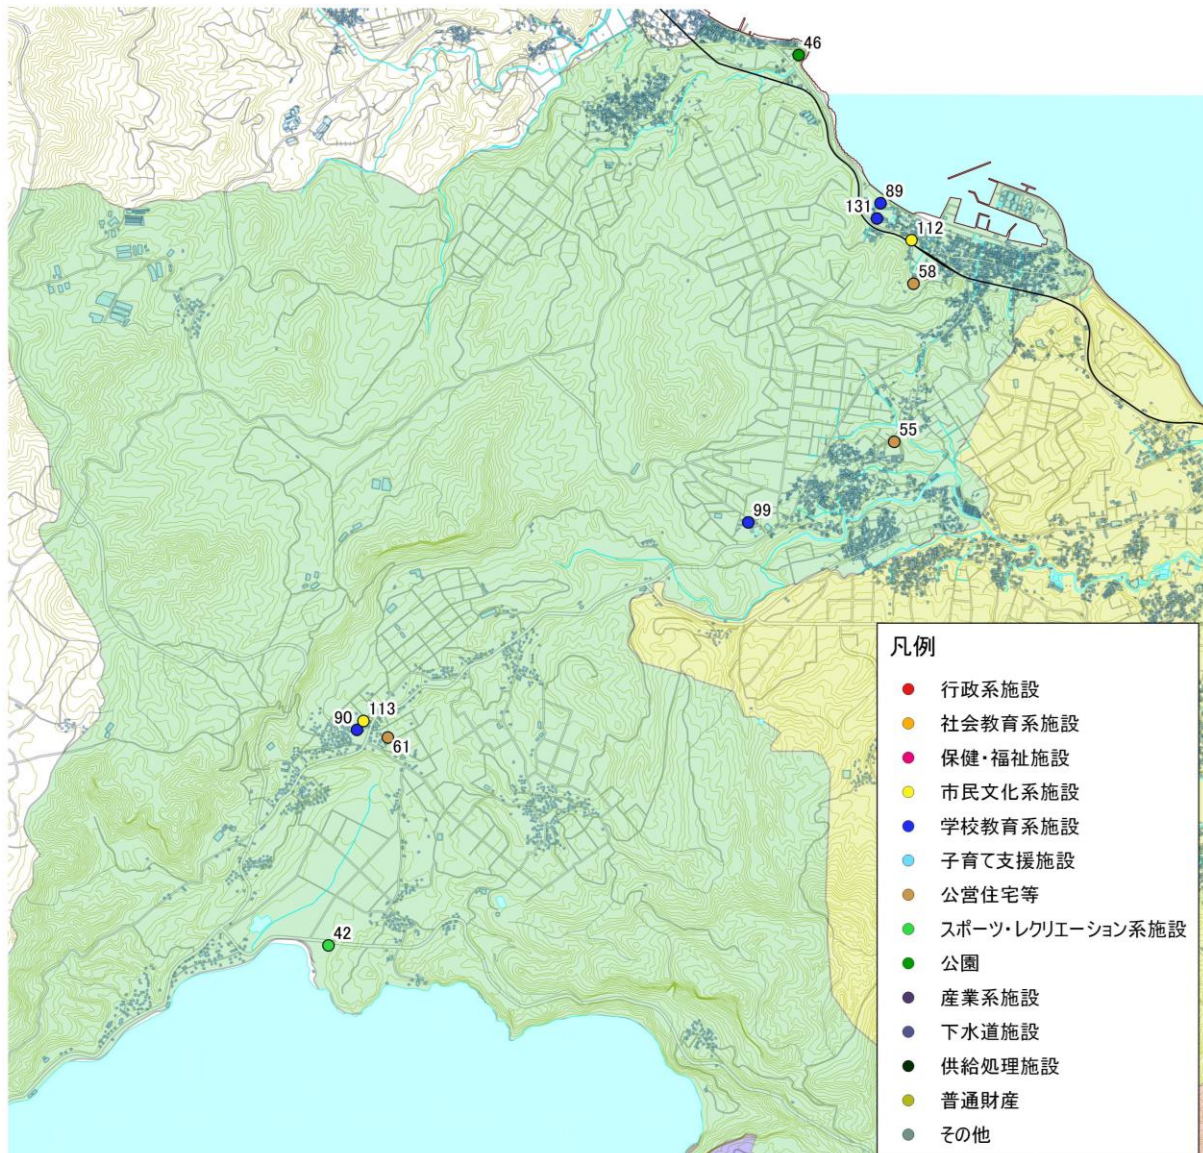 46
89
131
112
58
55
99
113
90
61
42
凡例
行政系施設
社会教育系施設
保健・福祉施設
市民文化系施設
学校教育系施設
子育て支援施設
公営住宅等
スポーツ・レクリエーション系施設
公園
産業系施設
下水道施設
供給処理施設
普通財産
その他